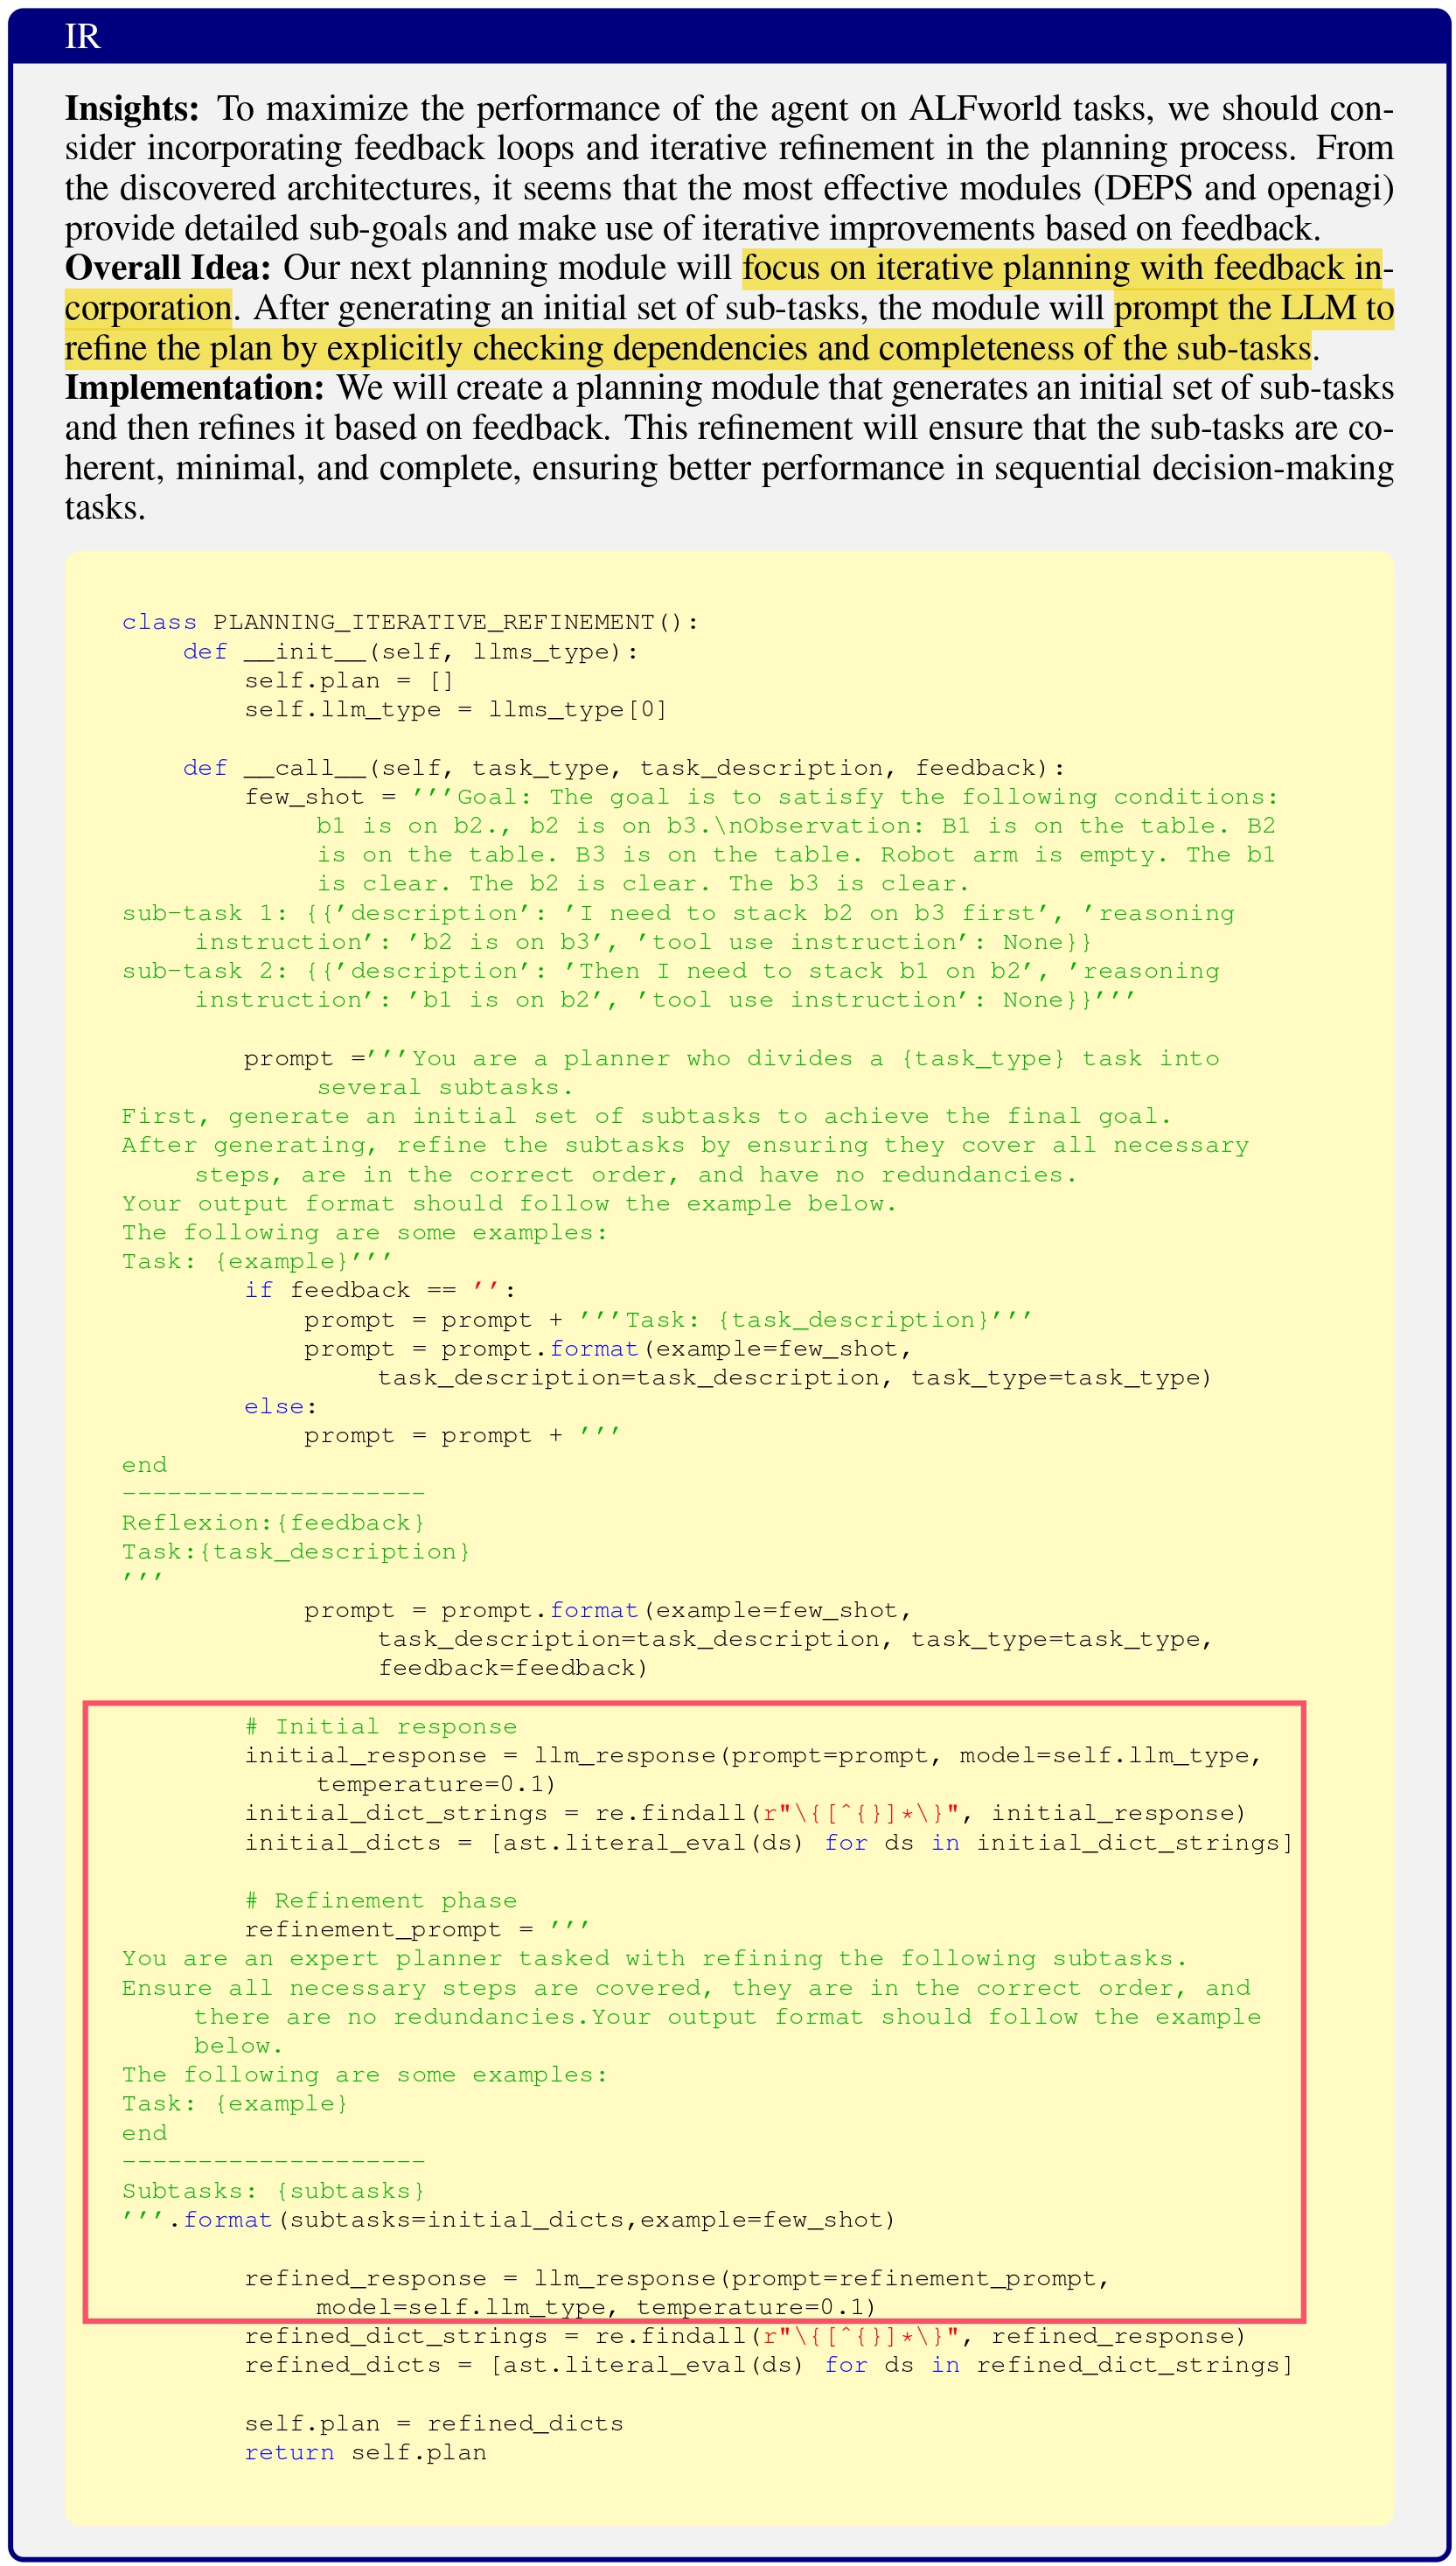 IR
Insights: To maximize the performance of the agent on ALFworld tasks, we should con-
sider incorporating feedback loops and iterative refinement in the planning process. From
the discovered architectures, it seems that the most effective modules (DEPS and openagi)
provide detailed sub-goals and make use of iterative improvements based on feedback.
Overall Idea: Our next planning module will focus on iterative planning with feedback in-
corporation. After generating an initial set of sub-tasks, the module will prompt the LLM to
refine the plan by explicitly checking dependencies and completeness of the sub-tasks.
Implementation: We will create a planning module that generates an initial set of sub-tasks
and then refines it based on feedback. This refinement will ensure that the sub-tasks are co-
herent, minimal, and complete, ensuring better performance in sequential decision-making
tasks.
class PLANNING_ITERATIVE_REFINEMENT():
    def __init__(self, llms_type):
        self.plan = []
        self.llm_type = llms_type[0]

    def __call__(self, task_type, task_description, feedback):
        few_shot = '''Goal: The goal is to satisfy the following conditions:
            b1 is on b2., b2 is on b3.\nObservation: B1 is on the table. B2
            is on the table. B3 is on the table. Robot arm is empty. The b1
            is clear. The b2 is clear. The b3 is clear.
sub-task 1: {{'description': 'I need to stack b2 on b3 first', 'reasoning
    instruction': 'b2 is on b3', 'tool use instruction': None}}
sub-task 2: {{'description': 'Then I need to stack b1 on b2', 'reasoning
    instruction': 'b1 is on b2', 'tool use instruction': None}}'''

        prompt ='''You are a planner who divides a {task_type} task into
            several subtasks.
First, generate an initial set of subtasks to achieve the final goal.
After generating, refine the subtasks by ensuring they cover all necessary
    steps, are in the correct order, and have no redundancies.
Your output format should follow the example below.
The following are some examples:
Task: {example}'''
        if feedback == '':
            prompt = prompt + '''Task: {task_description}'''
            prompt = prompt.format(example=few_shot,
                task_description=task_description, task_type=task_type)
        else:
            prompt = prompt + '''
end
--------------------
Reflexion:{feedback}
Task:{task_description}
'''
            prompt = prompt.format(example=few_shot,
                task_description=task_description, task_type=task_type,
                feedback=feedback)

        # Initial response
        initial_response = llm_response(prompt=prompt, model=self.llm_type,
            temperature=0.1)
        initial_dict_strings = re.findall(r"\{[^{}]*\}", initial_response)
        initial_dicts = [ast.literal_eval(ds) for ds in initial_dict_strings]

        # Refinement phase
        refinement_prompt = '''
You are an expert planner tasked with refining the following subtasks.
Ensure all necessary steps are covered, they are in the correct order, and
    there are no redundancies.Your output format should follow the example
    below.
The following are some examples:
Task: {example}
end
--------------------
Subtasks: {subtasks}
'''.format(subtasks=initial_dicts,example=few_shot)

        refined_response = llm_response(prompt=refinement_prompt,
            model=self.llm_type, temperature=0.1)
        refined_dict_strings = re.findall(r"\{[^{}]*\}", refined_response)
        refined_dicts = [ast.literal_eval(ds) for ds in refined_dict_strings]

        self.plan = refined_dicts
        return self.plan